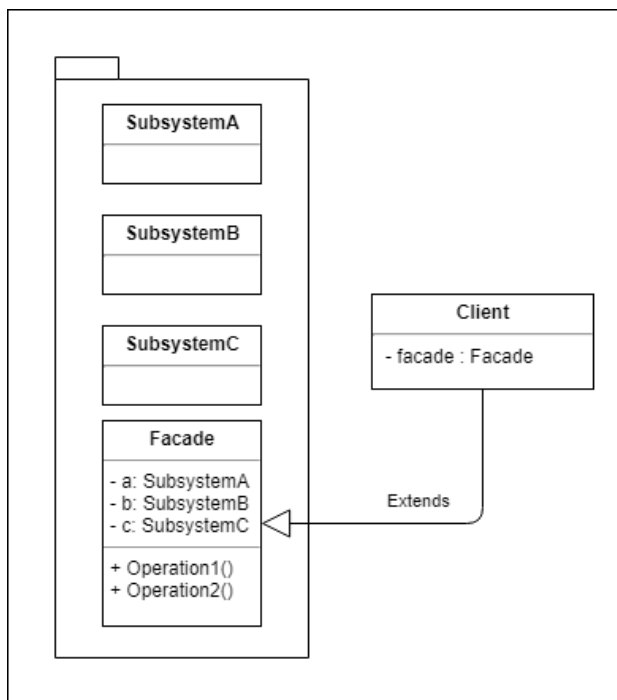 SubsystemA
SubsystemB
SubsystemC
Facade
- a: SubsystemA
- b: SubsystemB
- c: SubsystemC
+ Operation1()
+ Operation2()
Client
- facade : Facade
Extends